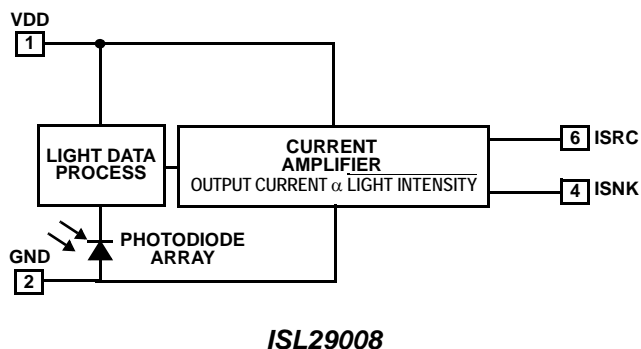 VDD
1
LIGHT DATA
PROCESS
CURRENT
AMPLIFIER
OUTPUT CURRENT α LIGHT INTENSITY
6 ISRC
4 ISNK
PHOTODIODE
ARRAY
GND
2
ISL29008